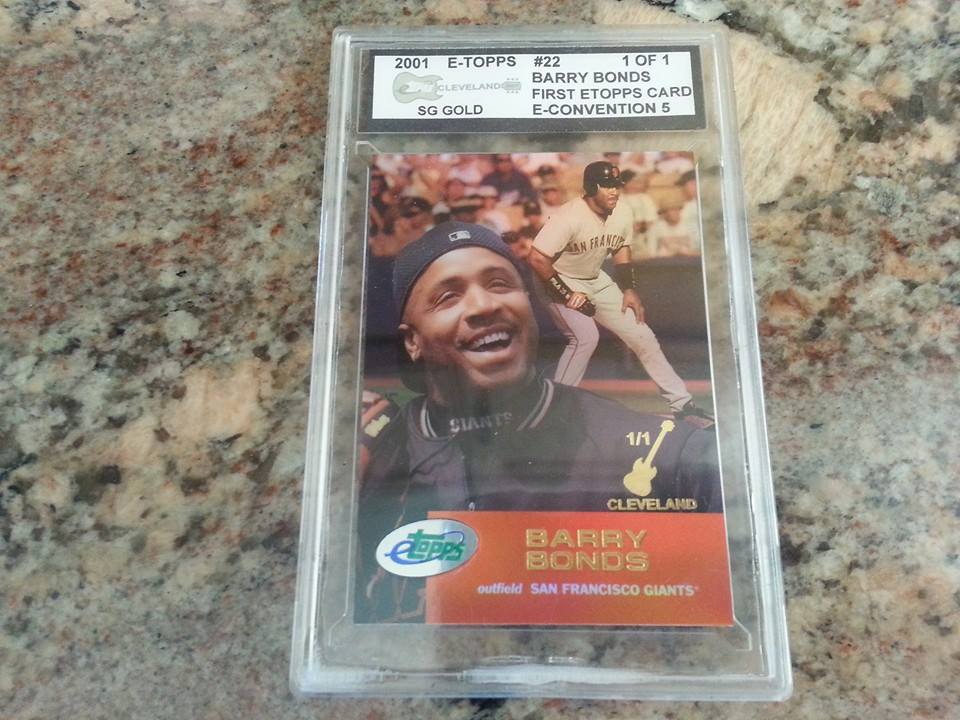 2001 E-TOPPS #22 1 OF 1
BARRY BONDS
CLEVELAND
FIRST ETOPPS CARD
SG GOLD E-CONVENTION 5
SAN FRANCI
GIANTS
1/1
CLEVELAND
etopps
BARRY
BONDS
outfield SAN FRANCISCO GIANTS